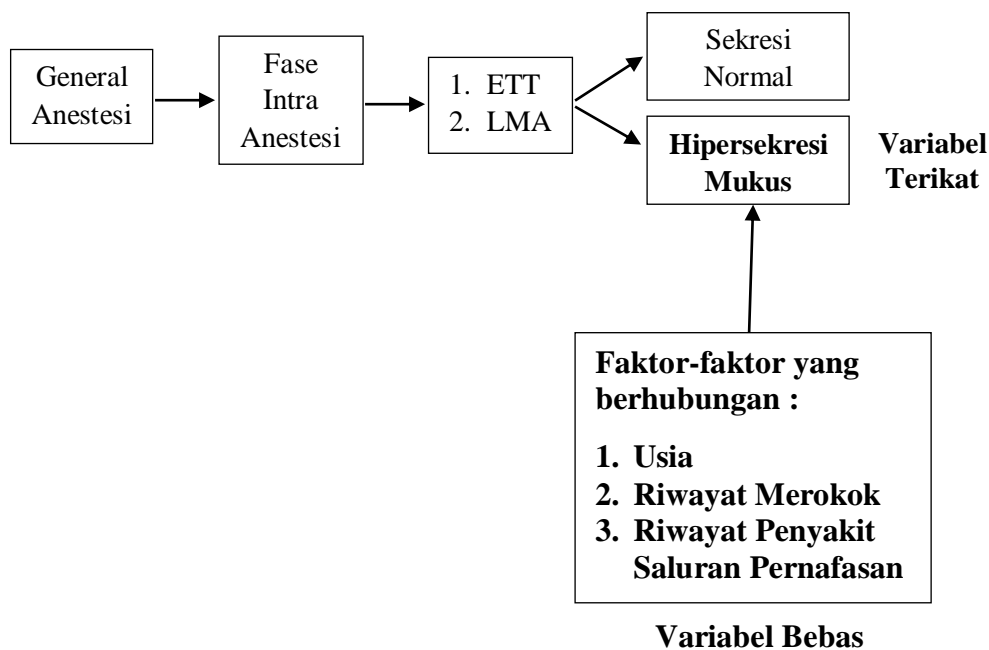 General
Anestesi
Fase
Intra
Anestesi
1. ETT
2. LMA
Sekresi
Normal
Hipersekresi
Mukus
Variabel
Terikat
Faktor-faktor yang
berhubungan :
1. Usia
2. Riwayat Merokok
3. Riwayat Penyakit
Saluran Pernafasan
Variabel Bebas